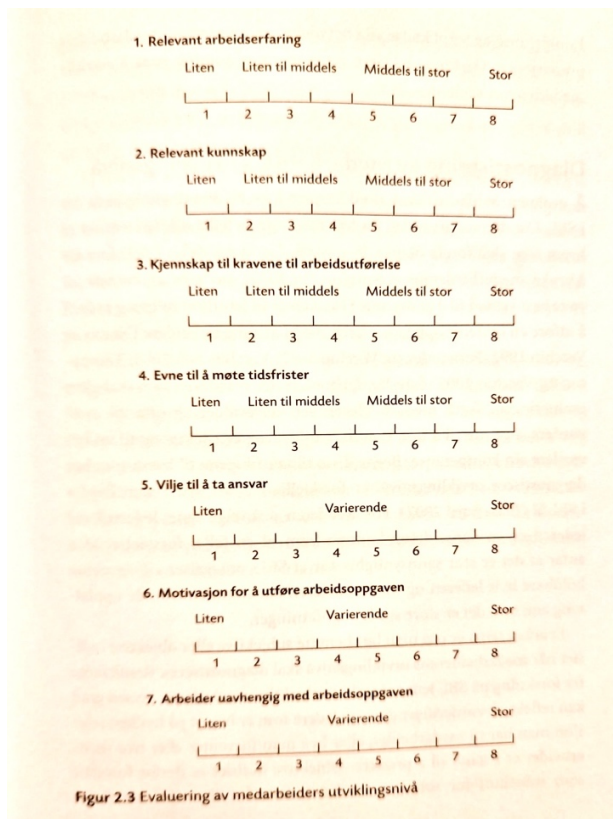 1. Relevant arbeidserfaring
Liten Liten til middels Middels til stor Stor
1 2 3 4 5 6 7 8
2. Relevant kunnskap
Liten Liten til middels Middels til stor Stor
1 2 3 4 5 6 7 8
3. Kjennskap til kravene til arbeidsutførelse
Liten Liten til middels Middels til stor Stor
1 2 3 4 5 6 7 8
4. Evne til å møte tidsfrister
Liten Liten til middels Middels til stor Stor
1 2 3 4 5 6 7 8
5. Vilje til å ta ansvar
Liten Varierende Stor
1 2 3 4 5 6 7 8
6. Motivasjon for å utføre arbeidsoppgaven
Liten Varierende Stor
1 2 3 4 5 6 7 8
7. Arbeider uavhengig med arbeidsoppgaven
Liten Varierende Stor
1 2 3 4 5 6 7 8
Figur 2.3 Evaluering av medarbeiders utviklingsnivå